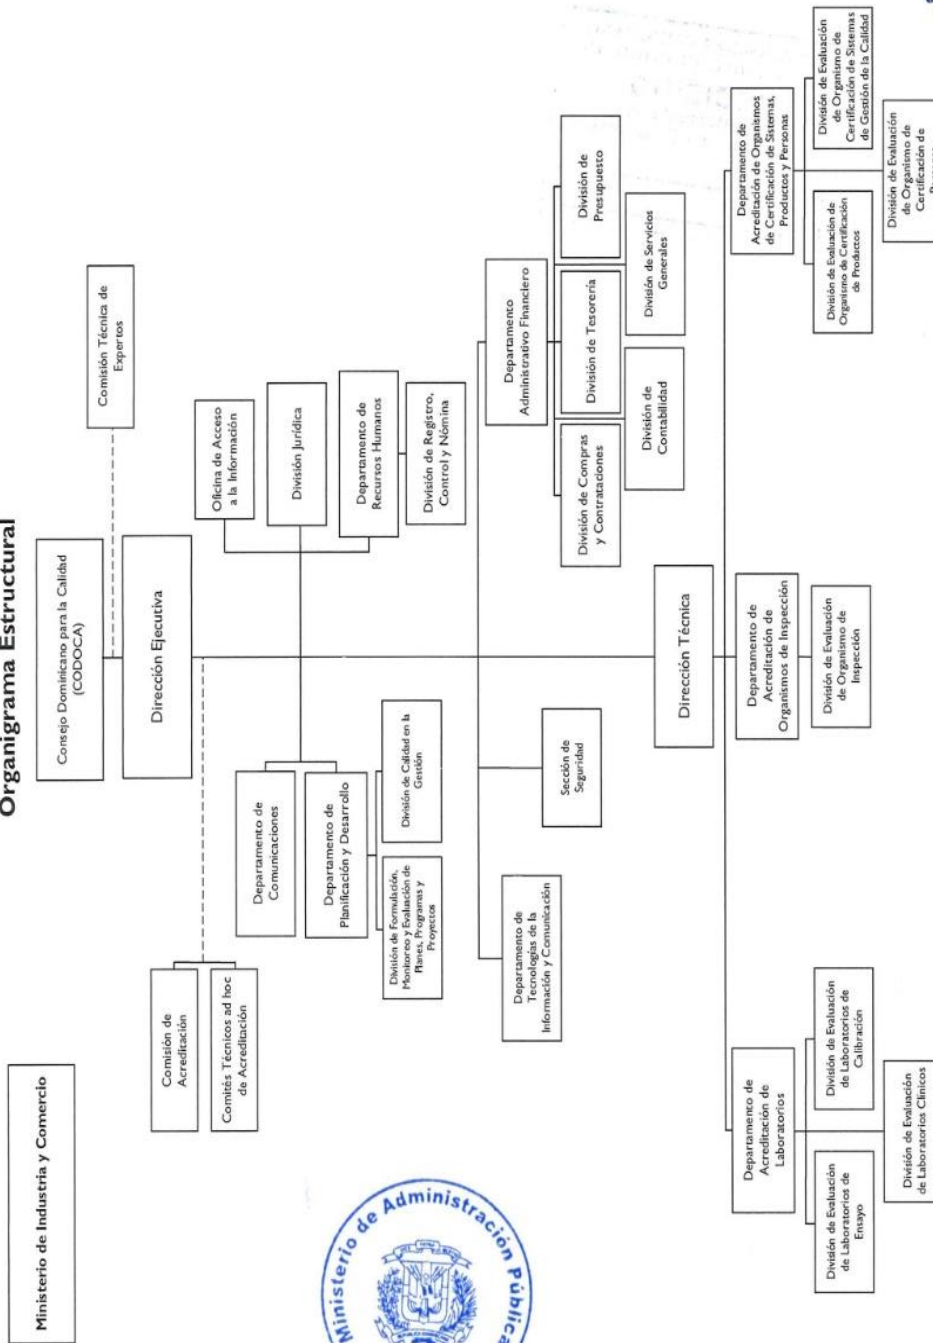 Organigrama Estructural
Ministerio de Industria y Comercio
Consejo Dominicano para la Calidad
(CODOCA)
Comisión Técnica de
Expertos
Dirección Ejecutiva
Comisión de
Acreditación
Comités Técnicos ad hoc
de Acreditación
Oficina de Acceso
a la Información
División Jurídica
Departamento de
Recursos Humanos
División de Registro,
Control y Nómina
Departamento de
Comunicaciones
Departamento de
Planificación y Desarrollo
División de Formulación,
Monitoreo y Evaluación de
Planes, Programas y
Proyectos
División de Calidad en la
Gestión
Departamento de
Tecnologías de la
Información y Comunicación
Sección de
Seguridad
Departamento
Administrativo Financiero
División de Compras
y Contrataciones
División de Tesorería
División de
Presupuesto
División de
Contabilidad
División de Servicios
Generales
Dirección Técnica
Departamento de
Acreditación de
Laboratorios
División de Evaluación
de Laboratorios de
Ensayo
División de Evaluación
de Laboratorios de
Calibración
División de Evaluación
de Laboratorios Clínicos
Departamento de
Acreditación de
Organismos de Inspección
División de Evaluación
de Organismo de
Inspección
Departamento de
Acreditación de Organismos
de Certificación de Sistemas,
Productos y Personas
División de Evaluación de
Organismo de Certificación
de Productos
División de Evaluación
de Organismo de
Certificación de Sistemas
de Gestión de la Calidad
División de Evaluación
de Organismo de
Certificación de
Ministerio de Administración Pública